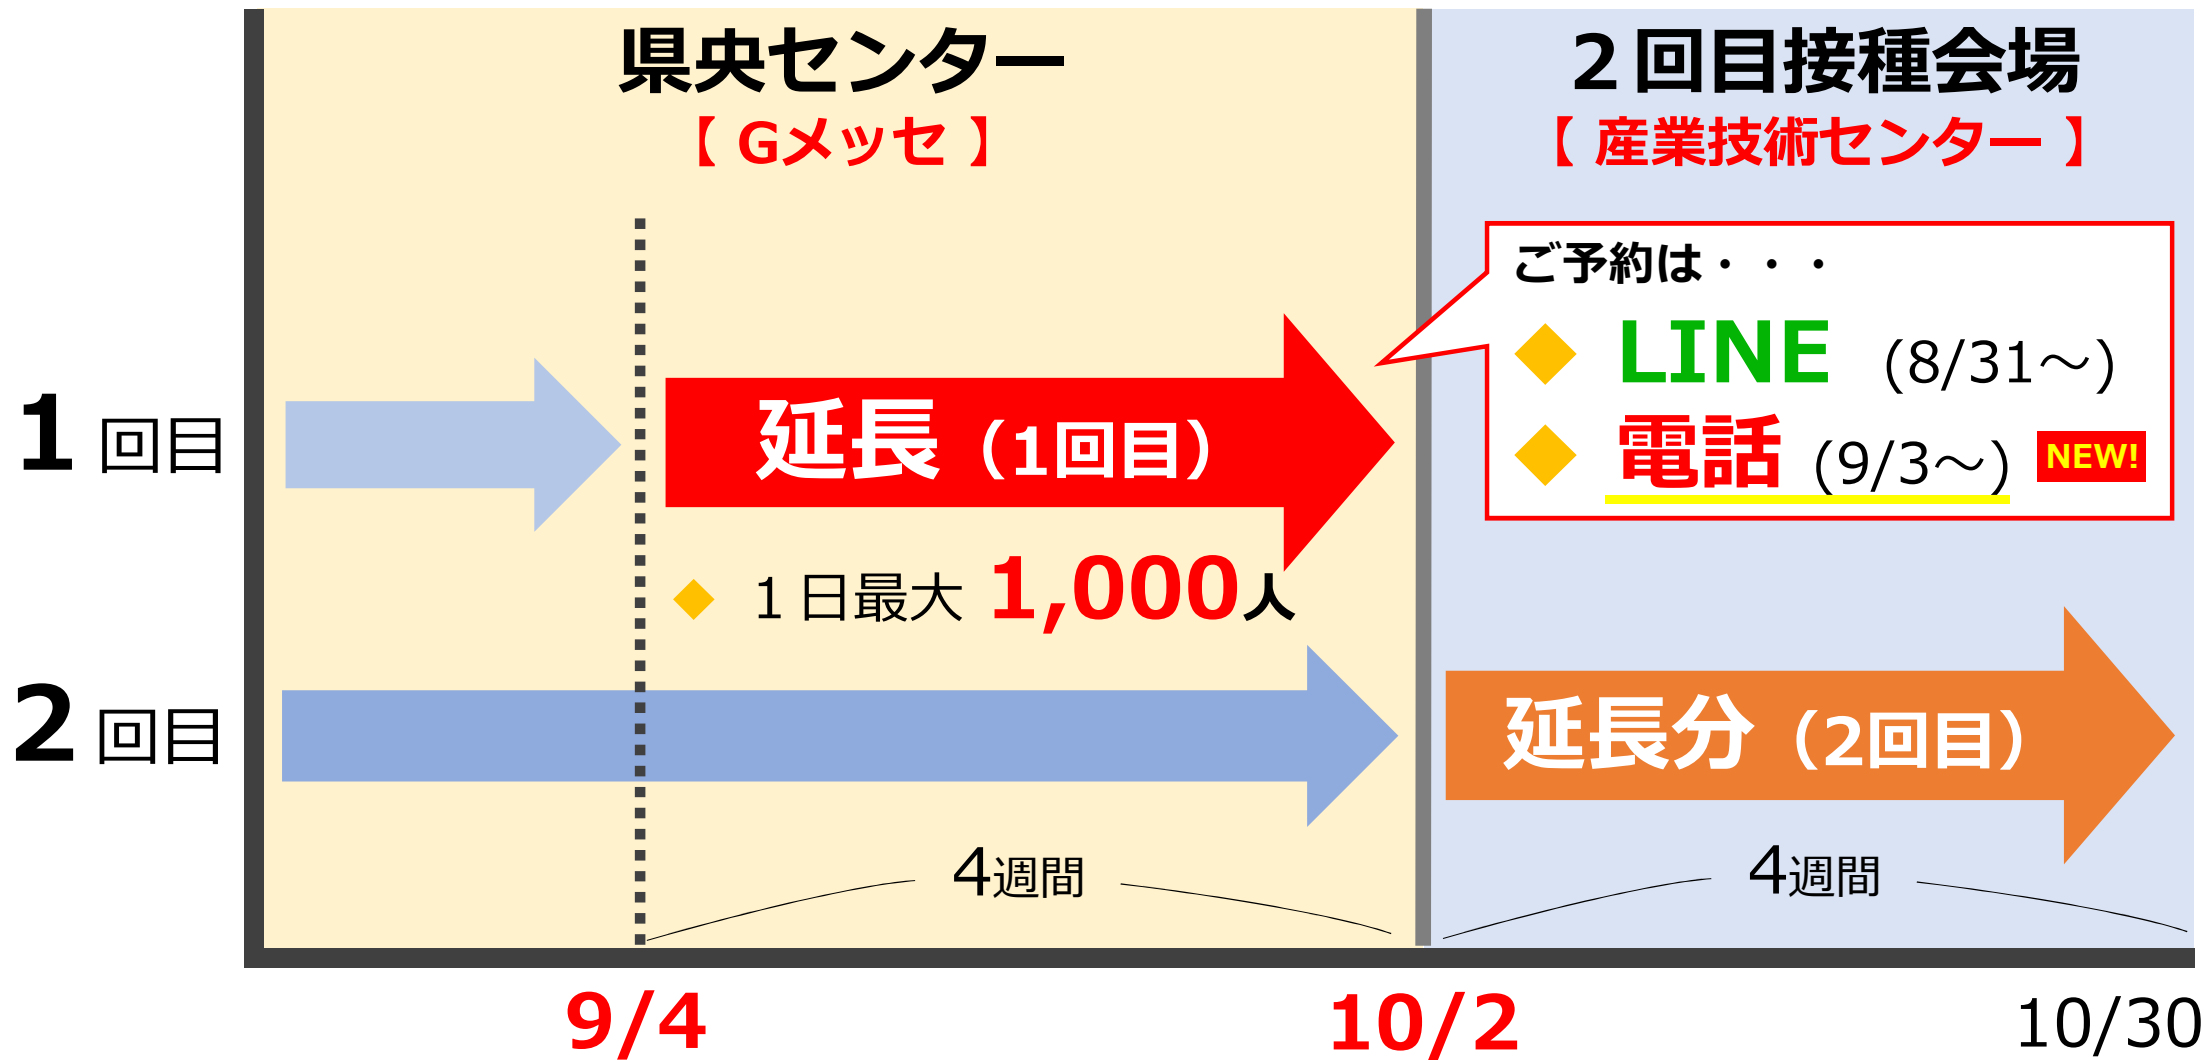 県央センター
【 Gメッセ 】
２回目接種会場
【 産業技術センター 】
ご予約は・・・
◆ LINE (8/31～)
◆ 電話 (9/3～) NEW!
1回目
延長（1回目）
◆ １日最大 1,000人
2回目
延長分（2回目）
4週間
4週間
9/4
10/2
10/30